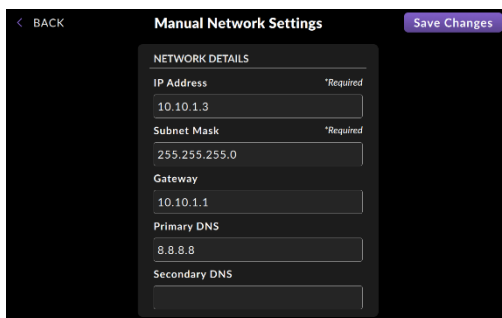 < BACK
Manual Network Settings
Save Changes
NETWORK DETAILS
IP Address *Required
10.10.1.3
Subnet Mask *Required
255.255.255.0
Gateway
10.10.1.1
Primary DNS
8.8.8.8
Secondary DNS